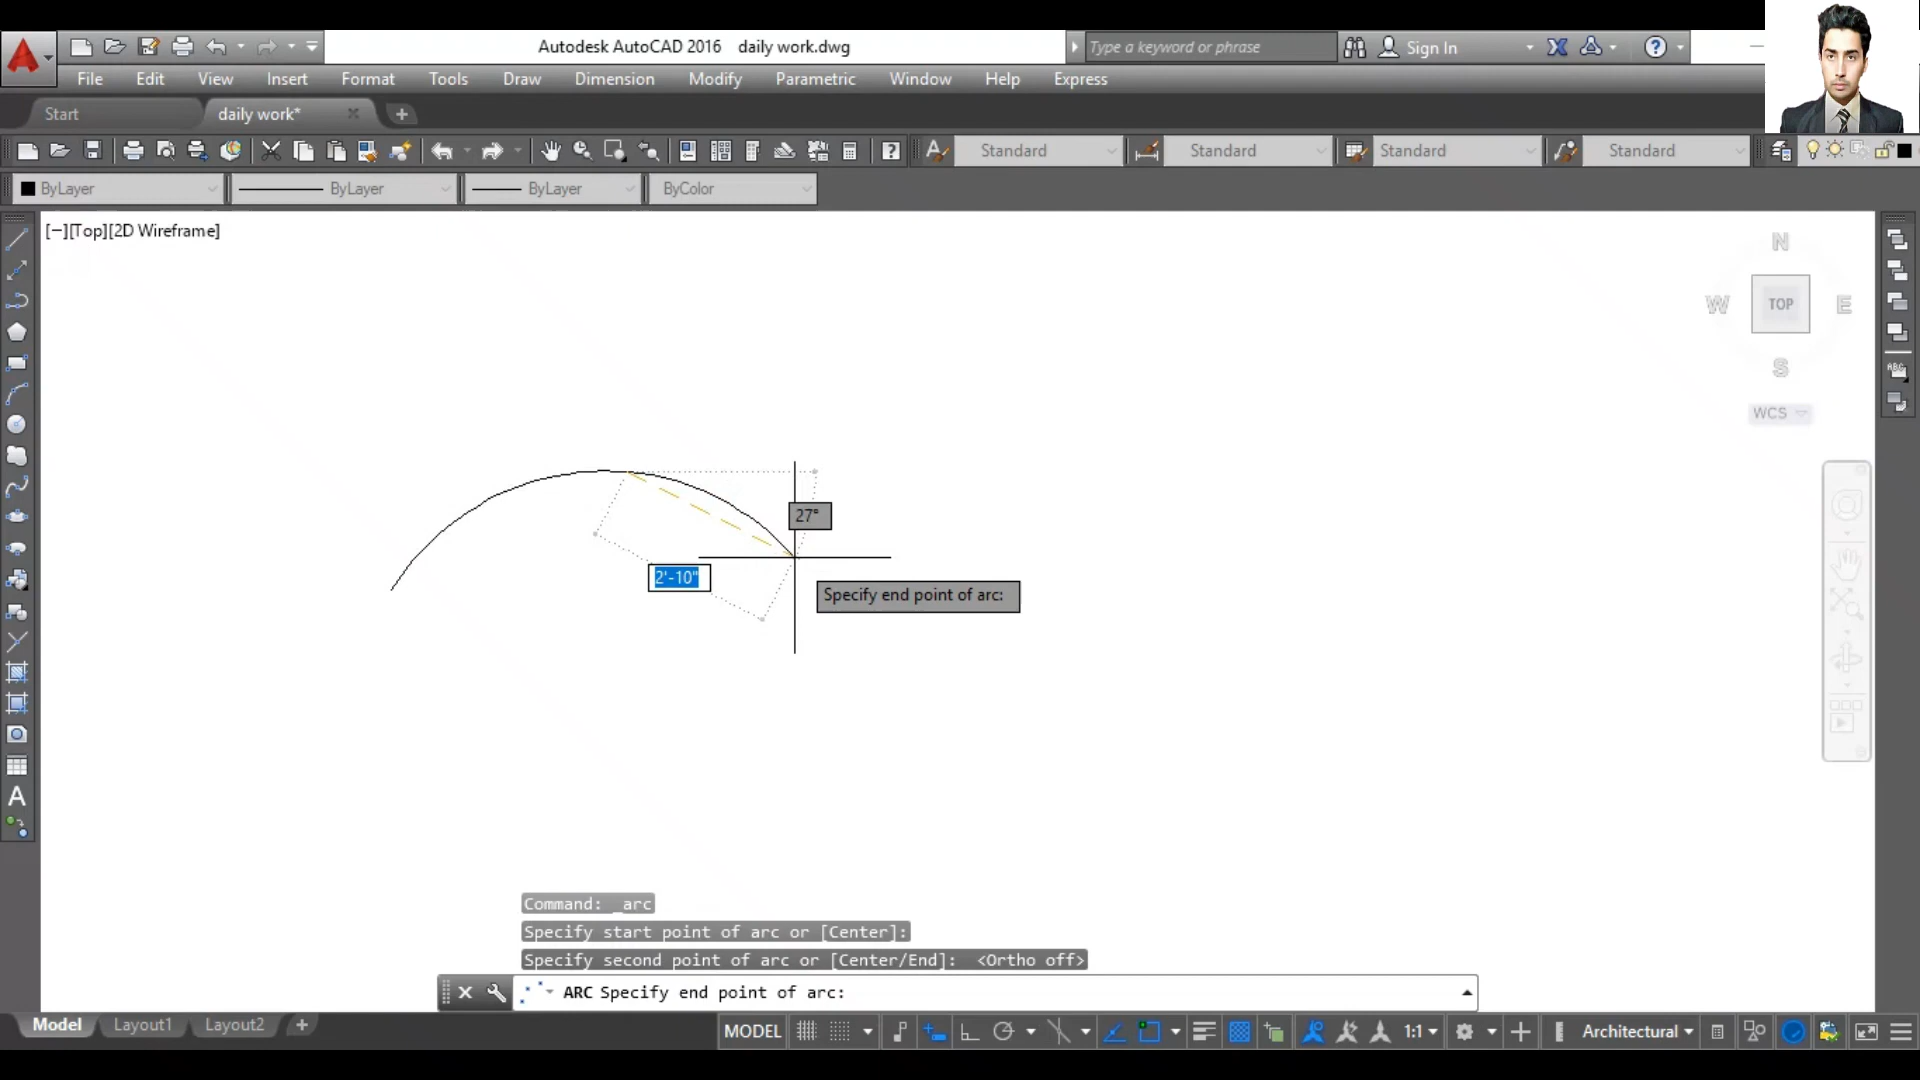 Autodesk AutoCAD 2016 daily work.dwg
Type a keyword or phrase
Sign In
File Edit View Insert Format Tools Draw Dimension Modify Parametric Window Help Express
Start
daily work*
Standard
Standard
Standard
Standard
ByLayer
ByLayer
ByLayer
ByColor
[−][Top][2D Wireframe]
N
W
TOP
E
S
WCS
ABC
27°
2'-10"
Specify end point of arc:
A
Command: _arc
Specify start point of arc or [Center]:
Specify second point of arc or [Center/End]: <Ortho off>
ARC Specify end point of arc:
Model Layout1 Layout2
MODEL
1:1
Architectural